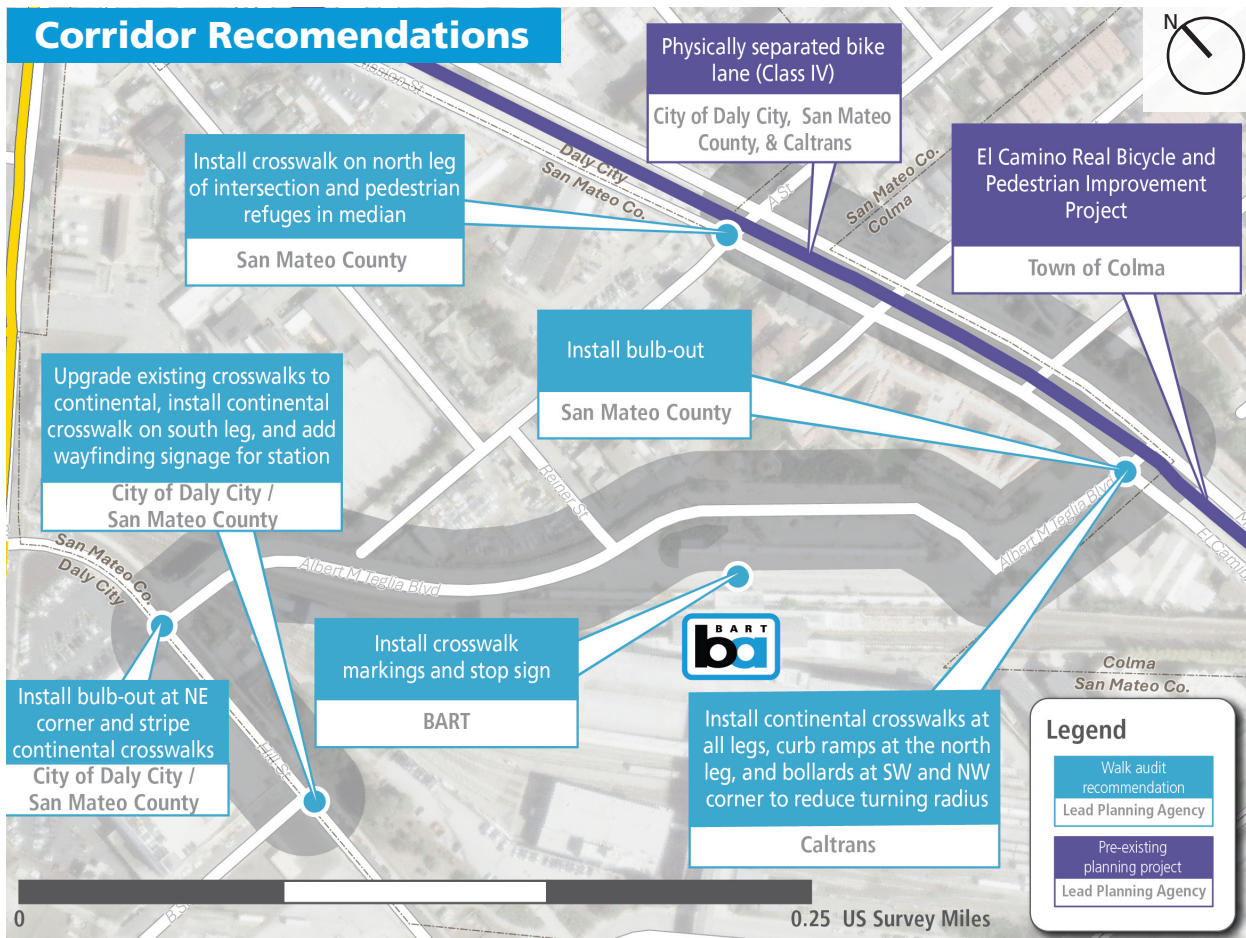 Corridor Recomendations
N
Mission St
Physically separated bike
lane (Class IV)
City of Daly City, San Mateo
County, & Caltrans
Install crosswalk on north leg
of intersection and pedestrian
refuges in median
San Mateo County
Daly City
San Mateo Co.
A St
San Mateo Co.
Colma
El Camino Real Bicycle and
Pedestrian Improvement
Project
Town of Colma
Install bulb-out
San Mateo County
Upgrade existing crosswalks to
continental, install continental
crosswalk on south leg, and add
wayfinding signage for station
City of Daly City /
San Mateo County
Reiner St
Albert M Teglia Blvd
El Cami
San Mateo Co.
Daly City
Albert M Teglia Blvd
Install crosswalk
markings and stop sign
BART
BART
ba
Colma
San Mateo Co.
Install bulb-out at NE
corner and stripe
continental crosswalks
City of Daly City /
San Mateo County
Hill St
B St
Install continental crosswalks at
all legs, curb ramps at the north
leg, and bollards at SW and NW
corner to reduce turning radius
Caltrans
Legend
Walk audit
recommendation
Lead Planning Agency
Pre-existing
planning project
Lead Planning Agency
0
0.25 US Survey Miles